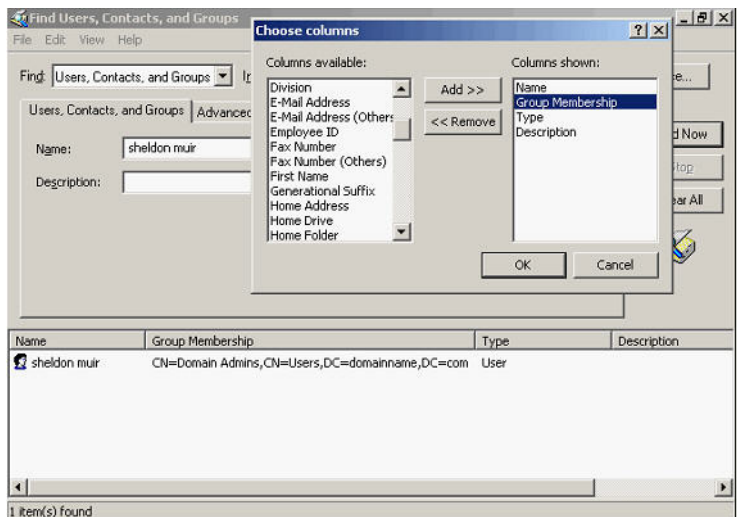 Find Users, Contacts, and Groups
File Edit View Help
Find: Users, Contacts, and Groups
Users, Contacts, and Groups Advanced
Name: sheldon muir
Description:
Choose columns
Columns available:
Division
E-Mail Address
E-Mail Address (Others
Employee ID
Fax Number
Fax Number (Others)
First Name
Generational Suffix
Home Address
Home Drive
Home Folder
Add >>
<< Remove
Columns shown:
Name
Group Membership
Type
Description
OK Cancel
d Now
top
ear All
Name Group Membership Type Description
sheldon muir CN=Domain Admins,CN=Users,DC=domainname,DC=com User
1 item(s) found